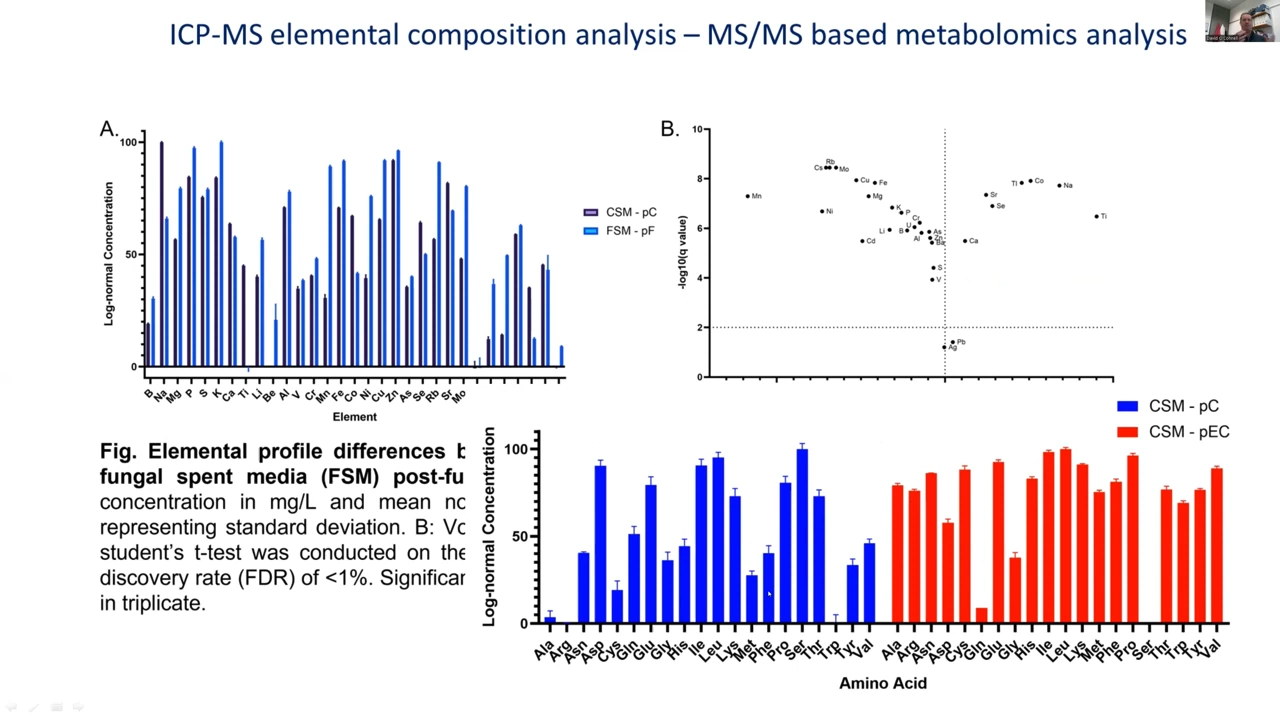 ICP-MS elemental composition analysis – MS/MS based metabolomics analysis
David O'Connell
A.
Log-normal Concentration
100
50
0
B Na Mg P S K Ca Ti Li Be Al V Cr Mn Fe Co Ni Cu Zn As Se Rb Sr Mo
Element
CSM - pC
FSM - pF
B.
-log10(q value)
10
8
6
4
2
0
Rb
Cs Mo
Cu Fe
Mn Mg
Ni K P
Cr
Li B U As
Al Zn
Cd Ba
S
V
Tl Co Na
Sr
Se
Ti
Ca
Pb
Ag
Fig. Elemental profile differences b
fungal spent media (FSM) post-fu
concentration in mg/L and mean no
representing standard deviation. B: Vo
student's t-test was conducted on the
discovery rate (FDR) of <1%. Significar
in triplicate.
CSM - pC
CSM - pEC
Log-normal Concentration
100
50
0
Ala Arg Asn Asp Cys Gln Glu Gly His Ile Leu Lys Met Phe Pro Ser Thr Trp Tyr Val Ala Arg Asn Asp Cys Gln Glu Gly His Ile Leu Lys Met Phe Pro Ser Thr Trp Tyr Val
Amino Acid